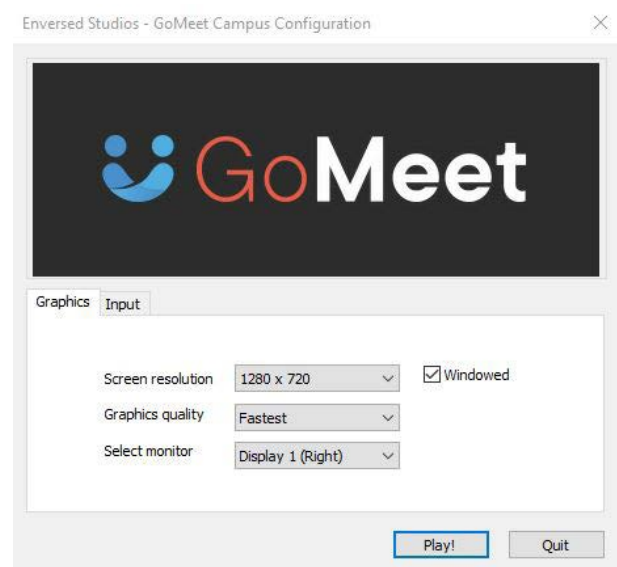 Enversed Studios - GoMeet Campus Configuration
GoMeet
Graphics Input
Screen resolution 1280 x 720 Windowed
Graphics quality Fastest
Select monitor Display 1 (Right)
Play! Quit